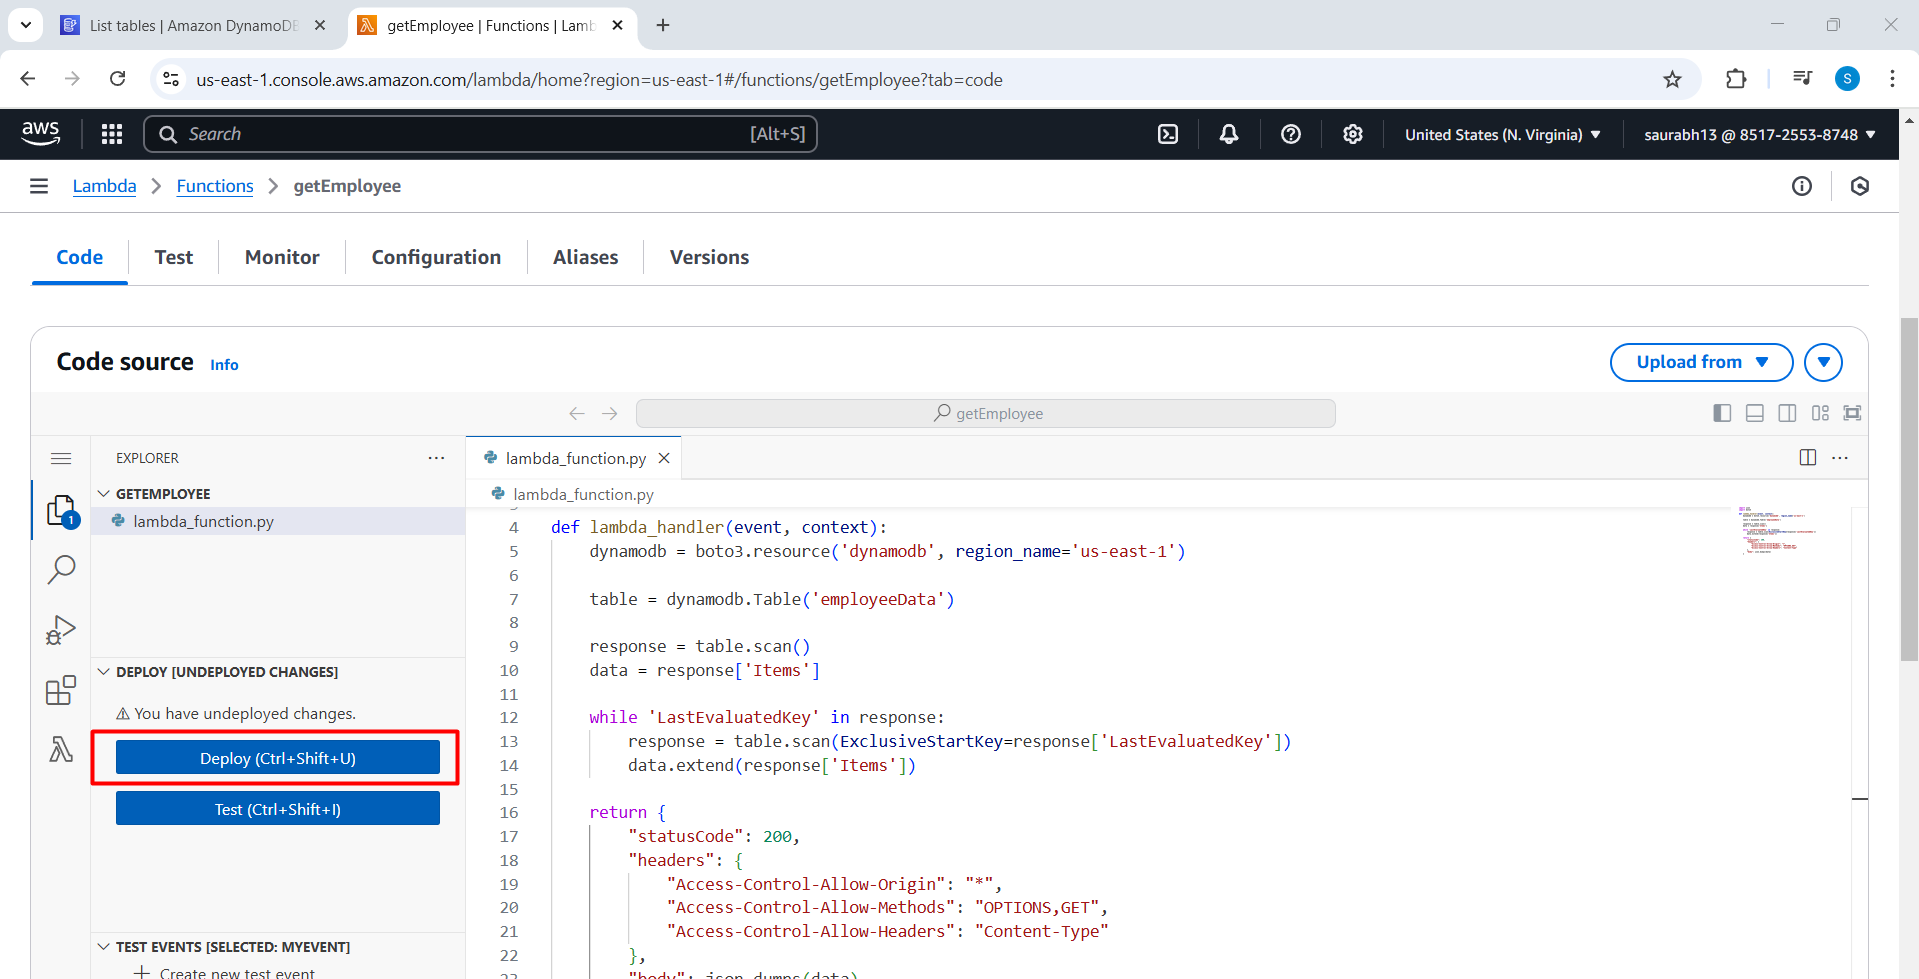 List tables | Amazon DynamoDB
getEmployee | Functions | Lamb
us-east-1.console.aws.amazon.com/lambda/home?region=us-east-1#/functions/getEmployee?tab=code
S
aws
Search
[Alt+S]
United States (N. Virginia)
saurabh13 @ 8517-2553-8748
Lambda > Functions > getEmployee
Code
Test
Monitor
Configuration
Aliases
Versions
Code source Info
Upload from
getEmployee
EXPLORER
lambda_function.py
GETEMPLOYEE
lambda_function.py
lambda_function.py
1
DEPLOY [UNDEPLOYED CHANGES]
You have undeployed changes.
Deploy (Ctrl+Shift+U)
Test (Ctrl+Shift+I)
TEST EVENTS [SELECTED: MYEVENT]
Create new test event
4 def lambda_handler(event, context):
5 dynamodb = boto3.resource('dynamodb', region_name='us-east-1')
6
7 table = dynamodb.Table('employeeData')
8
9 response = table.scan()
10 data = response['Items']
11
12 while 'LastEvaluatedKey' in response:
13 response = table.scan(ExclusiveStartKey=response['LastEvaluatedKey'])
14 data.extend(response['Items'])
15
16 return {
17 "statusCode": 200,
18 "headers": {
19 "Access-Control-Allow-Origin": "*",
20 "Access-Control-Allow-Methods": "OPTIONS,GET",
21 "Access-Control-Allow-Headers": "Content-Type"
22 },
23 "body": json.dumps(data)